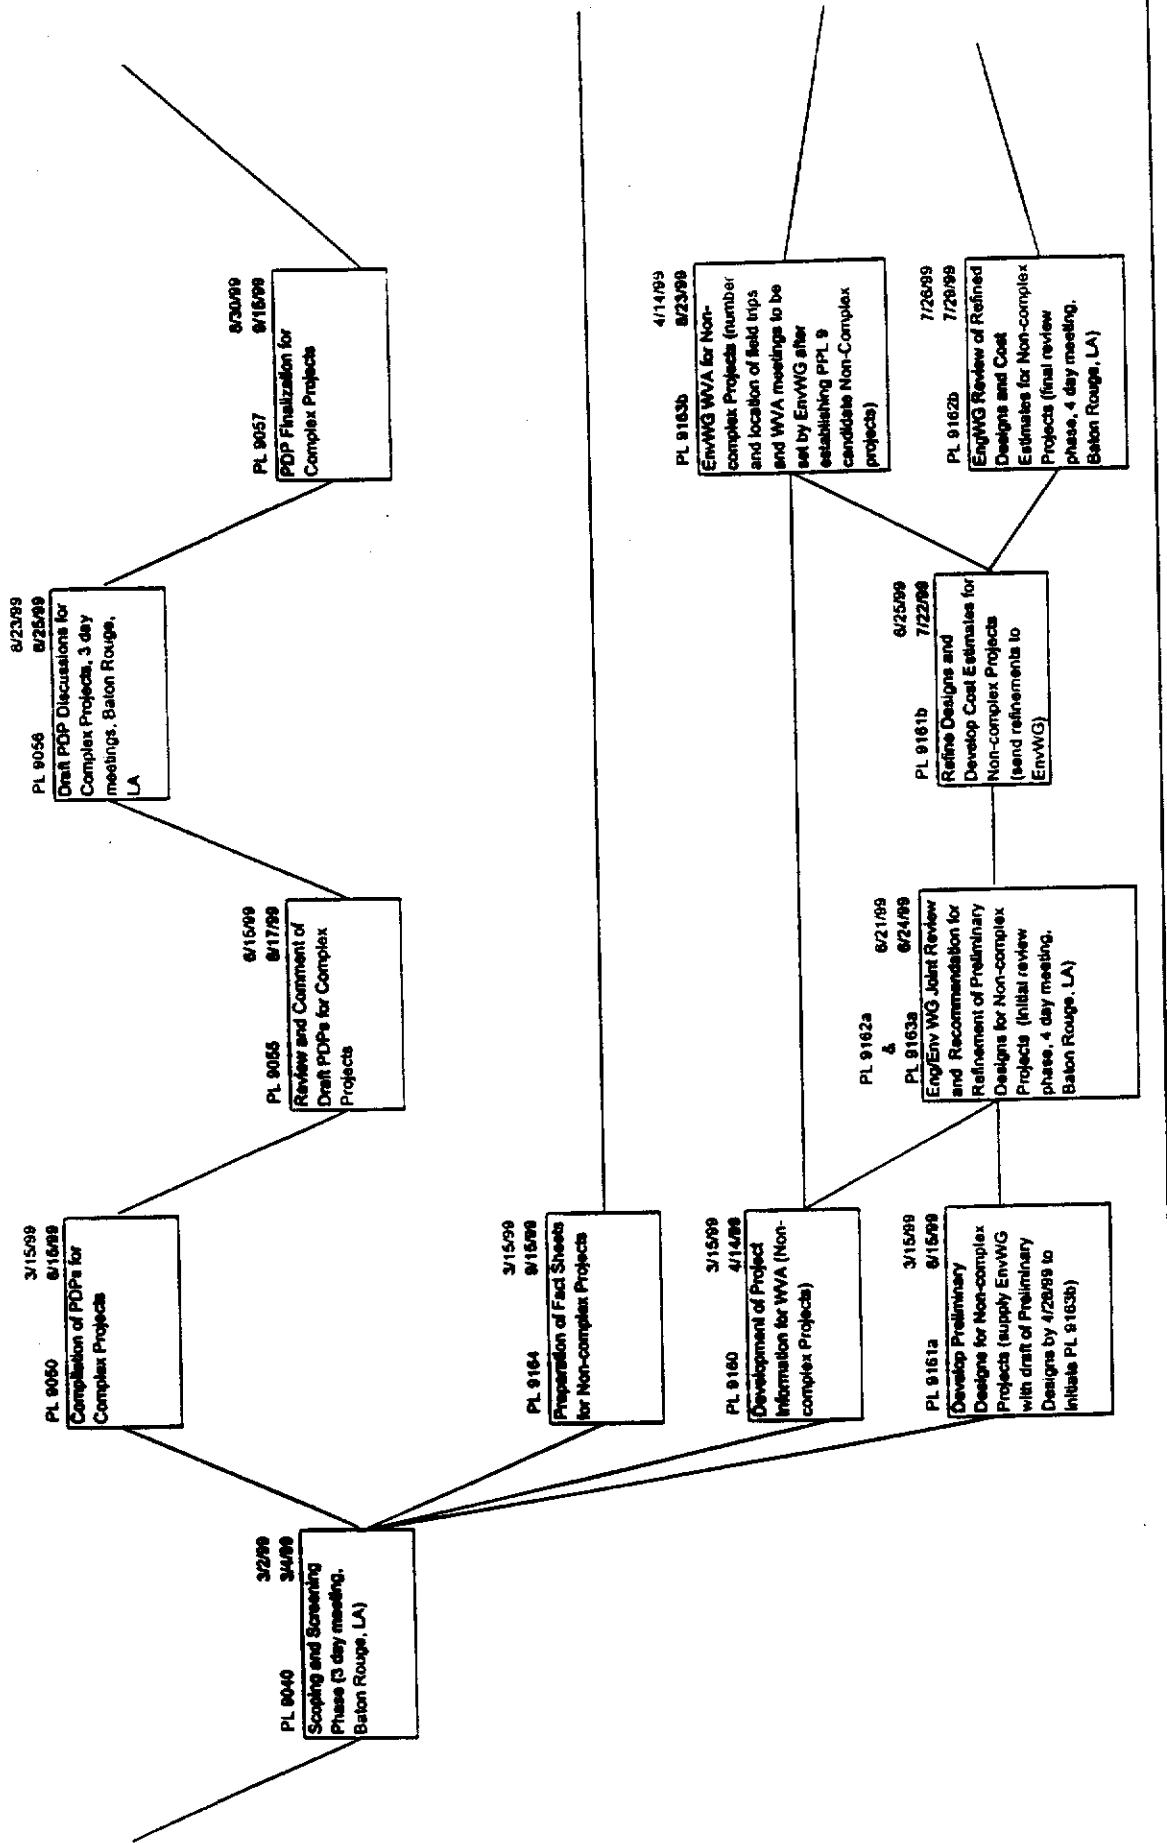 PL 9040
3/2/99
3/4/99
Scoping and Screening
Phase (3 day meeting,
Baton Rouge, LA)
PL 9050
3/15/99
6/16/99
Compilation of PDPs for
Complex Projects
PL 9055
6/15/99
8/17/99
Review and Comment of
Draft PDPs for Complex
Projects
PL 9056
8/23/99
8/25/99
Draft PDP Discussions for
Complex Projects, 3 day
meetings, Baton Rouge,
LA
PL 9057
8/30/99
9/16/99
PDP Finalization for
Complex Projects
PL 9164
3/15/99
9/15/99
Preparation of Fact Sheets
for Non-complex Projects
PL 9160
3/15/99
4/14/99
Development of Project
Information for WVA (Non-
complex Projects)
PL 9163b
4/14/99
8/23/99
EnvWG WVA for Non-
complex Projects (number
and location of field trips
and WVA meetings to be
set by EnvWG after
establishing PPL 9
candidate Non-Complex
projects)
PL 9161a
3/15/99
6/15/99
Develop Preliminary
Designs for Non-complex
Projects (supply EnvWG
with draft of Preliminary
Designs by 4/26/99 to
initiate PL 9163b)
PL 9162a
&
PL 9163a
6/21/99
6/24/99
Eng/Env WG Joint Review
and Recommendation for
Refinement of Preliminary
Designs for Non-complex
Projects (initial review
phase, 4 day meeting,
Baton Rouge, LA)
PL 9161b
6/25/99
7/22/99
Refine Designs and
Develop Cost Estimates for
Non-complex Projects
(send refinements to
EnvWG)
PL 9162b
7/26/99
7/29/99
EngWG Review of Refined
Designs and Cost
Estimates for Non-complex
Projects (final review
phase, 4 day meeting,
Baton Rouge, LA)